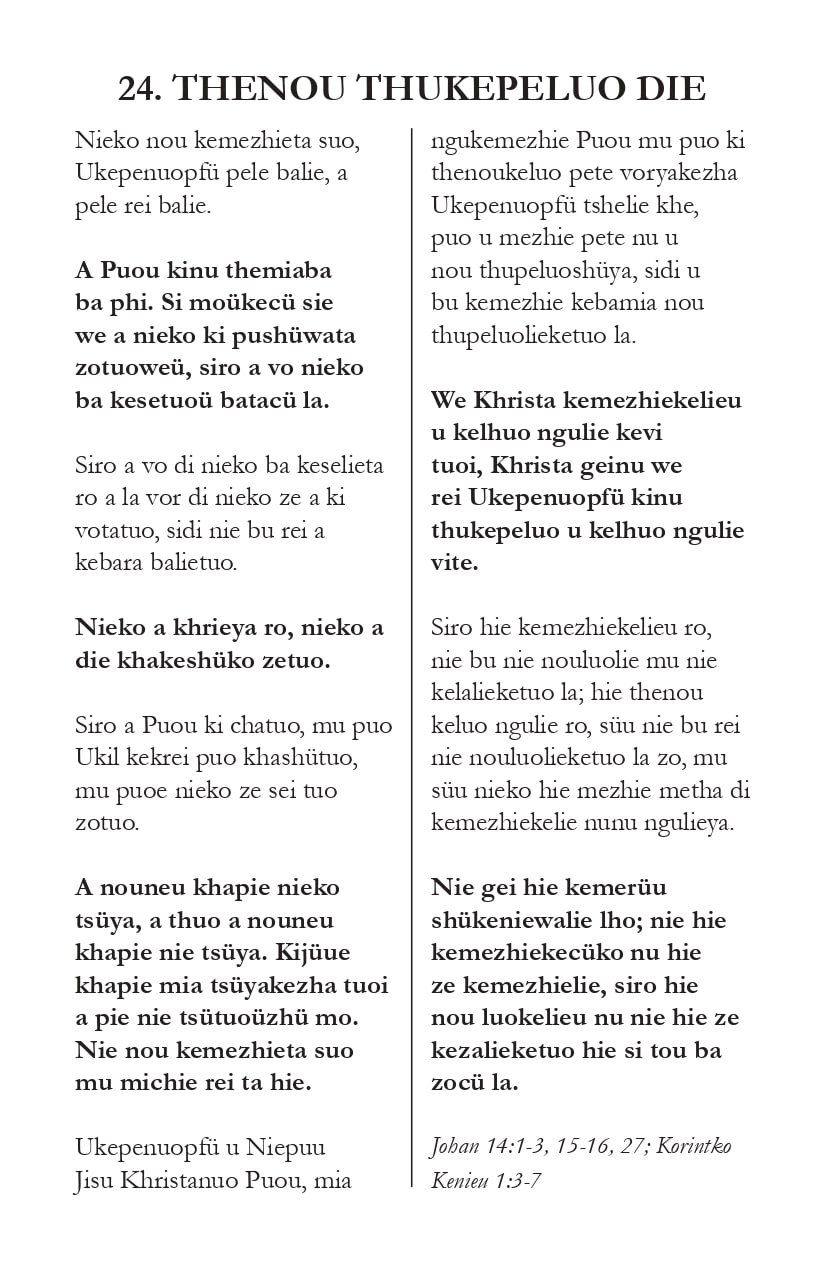 24. THENOU THUKEPELUO DIE
Nieko nou kemezhieta suo,
Ukepenuopfü pele balie, a
pele rei balie.
A Puou kinu themiaba
ba phi. Si moükecü sie
we a nieko ki pushüwata
zotuoweü, siro a vo nieko
ba kesetuoü batacü la.
Siro a vo di nieko ba keselieta
ro a la vor di nieko ze a ki
votatuo, sidi nie bu rei a
kebara balietuo.
Nieko a khrieya ro, nieko a
die khakeshüko zetuo.
Siro a Puou ki chatuo, mu puo
Ukil kekrei puo khashütuo,
mu puoe nieko ze sei tuo
zotuo.
A nouneu khapie nieko
tsüya, a thuo a nouneu
khapie nie tsüya. Kijüue
khapie mia tsüyakezha tuoi
a pie nie tsütuoüzhü mo.
Nie nou kemezhieta suo
mu michie rei ta hie.
Ukepenuopfü u Niepuu
Jisu Khristanuo Puou, mia
ngukemezhie Puou mu puo ki
thenoukeluo pete voryakezha
Ukepenuopfü tshelie khe,
puo u mezhie pete nu u
nou thupeluoshüya, sidi u
bu kemezhie kebamia nou
thupeluolieketuo la.
We Khrista kemezhiekelieu
u kelhuo ngulie kevi
tuoi, Khrista geinu we
rei Ukepenuopfü kinu
thukepeluo u kelhuo ngulie
vite.
Siro hie kemezhiekelieu ro,
nie bu nie nouluolie mu nie
kelalieketuo la; hie thenou
keluo ngulie ro, süu nie bu rei
nie nouluolieketuo la zo, mu
süu nieko hie mezhie metha di
kemezhiekelie nunu ngulieya.
Nie gei hie kemerüu
shükeniewalie lho; nie hie
kemezhiekecüko nu hie
ze kemezhielie, siro hie
nou luokelieu nu nie hie ze
kezalieketuo hie si tou ba
zocü la.
Johan 14:1-3, 15-16, 27; Korintko
Kenieu 1:3-7